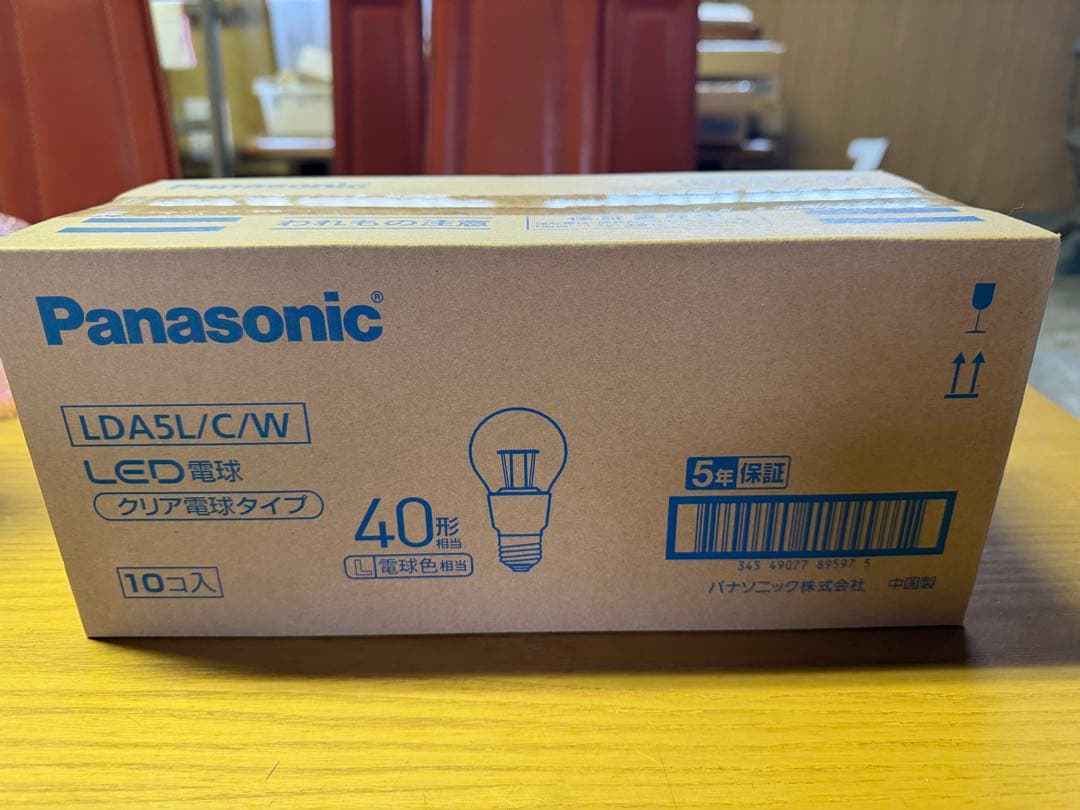 Panasonic
われもの注意
Panasonic®
LDA5L/C/W
LED電球
クリア電球タイプ
40形相当
L 電球色相当
10コ入
5年保証
345 49077 89597 5
パナソニック株式会社 中国製